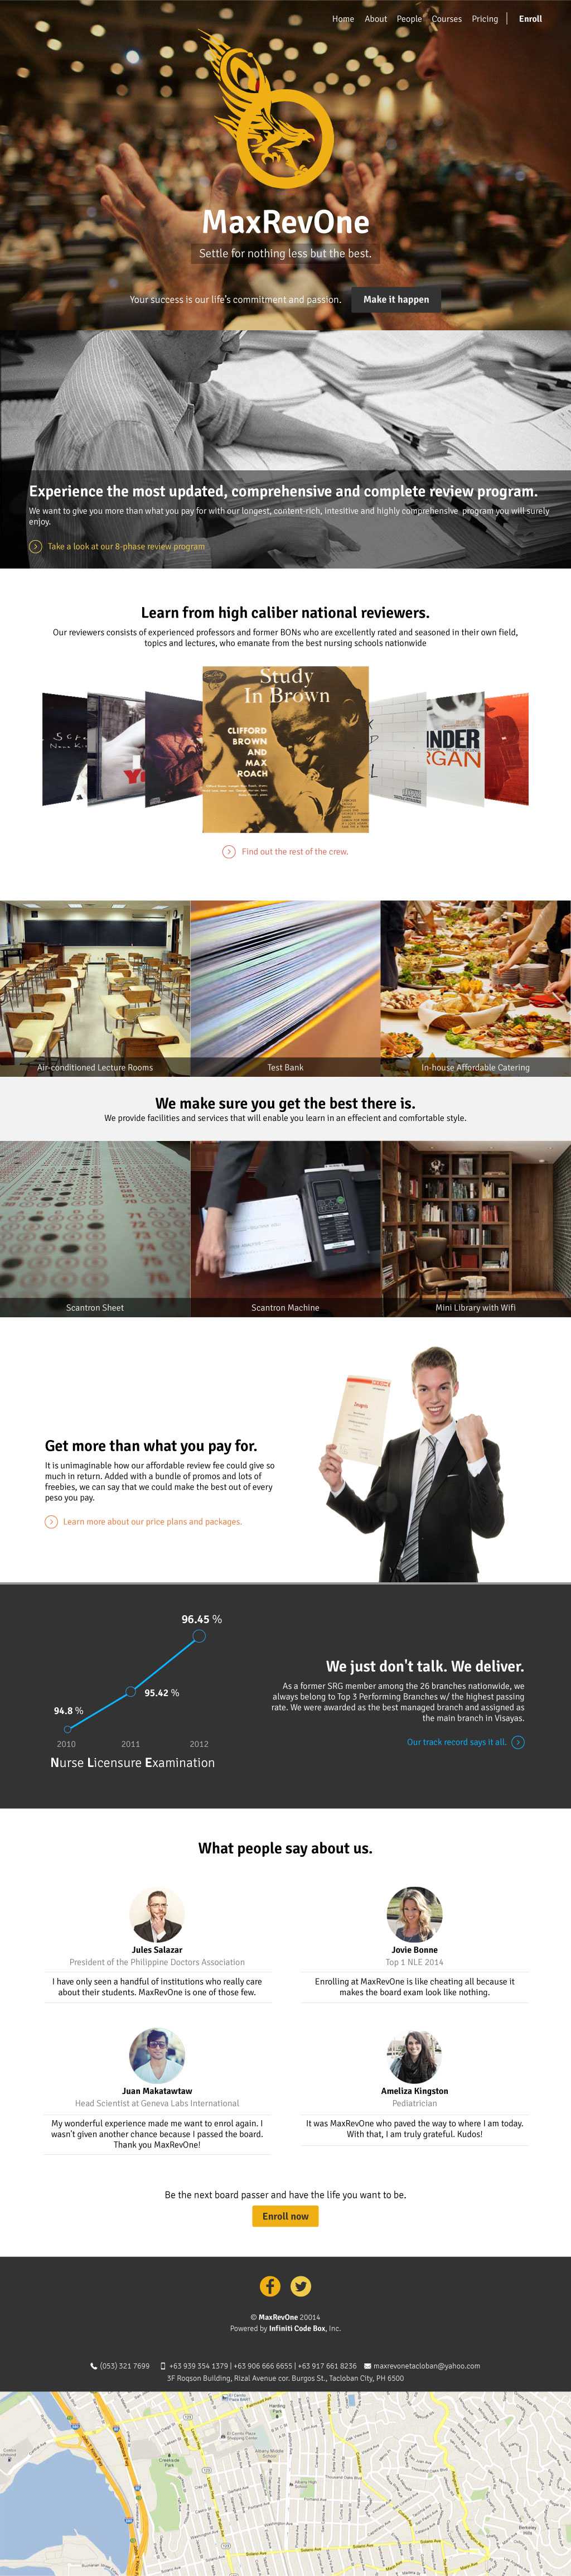 Home About People Courses Pricing Enroll
MaxRevOne
Settle for nothing less but the best.
Your success is our life's commitment and passion. Make it happen
Experience the most updated, comprehensive and complete review program.
We want to give you more than what you pay for with our longest, content-rich, intesitive and highly comprehensive program you will surely
enjoy.
Take a look at our 8-phase review program
Learn from high caliber national reviewers.
Our reviewers consists of experienced professors and former BONs who are excellently rated and seasoned in their own field,
topics and lectures, who emanate from the best nursing schools nationwide
Study
In Brown
CLIFFORD
BROWN
AND
MAX
ROACH
INDER
RGAN
Find out the rest of the crew.
Air-conditioned Lecture Rooms
Test Bank
In-house Affordable Catering
We make sure you get the best there is.
We provide facilities and services that will enable you learn in an effecient and comfortable style.
Scantron Sheet
Scantron Machine
Mini Library with Wifi
Get more than what you pay for.
It is unimaginable how our affordable review fee could give so
much in return. Added with a bundle of promos and lots of
freebies, we can say that we could make the best out of every
peso you pay.
Learn more about our price plans and packages.
96.45 %
95.42 %
94.8 %
2010 2011 2012
Nurse Licensure Examination
We just don't talk. We deliver.
As a former SRG member among the 26 branches nationwide, we
always belong to Top 3 Performing Branches w/ the highest passing
rate. We were awarded as the best managed branch and assigned as
the main branch in Visayas.
Our track record says it all.
What people say about us.
Jules Salazar
President of the Philippine Doctors Association
I have only seen a handful of institutions who really care
about their students. MaxRevOne is one of those few.
Jovie Bonne
Top 1 NLE 2014
Enrolling at MaxRevOne is like cheating all because it
makes the board exam look like nothing.
Juan Makatawtaw
Head Scientist at Geneva Labs International
My wonderful experience made me want to enrol again. I
wasn't given another chance because I passed the board.
Thank you MaxRevOne!
Ameliza Kingston
Pediatrician
It was MaxRevOne who paved the way to where I am today.
With that, I am truly grateful. Kudos!
Be the next board passer and have the life you want to be.
Enroll now
© MaxRevOne 20014
Powered by Infiniti Code Box, Inc.
(053) 321 7699 +63 939 354 1379 | +63 906 666 6655 | +63 917 661 8236 maxrevonetacloban@yahoo.com
3F Roqson Building, Rizal Avenue cor. Burgos St., Tacloban City, PH 6500
Harding
Park
El Cerrito Plaza
Shopping Center
Albany Middle
School
Creekside
Park
Albany High
School
Berkeley
Hills
Solano Ave
Marin Ave